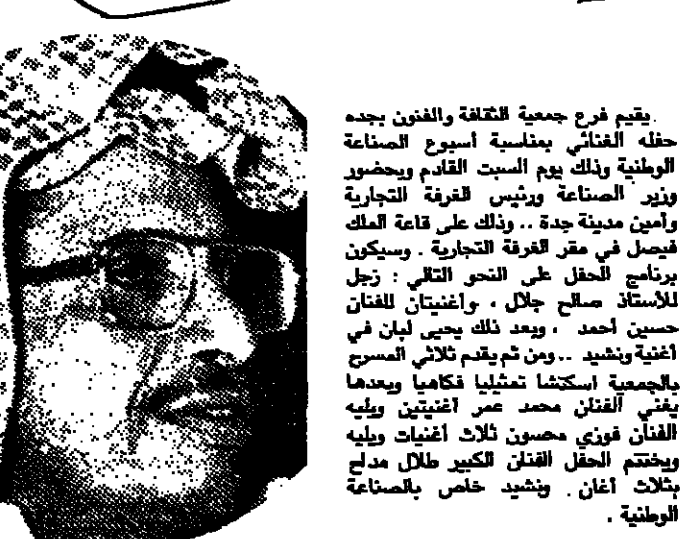 يقيم فرع جمعية الثقافة والفنون بجده
حفله الغنائي بمناسبة أسبوع الصناعة
الوطنية وذلك يوم السبت القادم وبحضور
وزير الصناعة ورئيس الغرفة التجارية
وأمين مدينة جدة .. وذلك على قاعة الملك
فيصل في مقر الغرفة التجارية . وسيكون
برنامج الحفل على النحو التالي : زجل
للأستاذ صالح جلال ، وأغنيتان للفنان
حسين أحمد ، وبعد ذلك يحيى لبان في
أغنية ونشيد .. ومن ثم يقدم ثلاثي المسرح
بالجمعية اسكتشا تمثيليا فكاهيا وبعدها
يغني الفنان محمد عمر أغنيتين ويليه
الفنان فوزي محسون ثلاث أغنيات ويليه
ويختتم الحفل الفنان الكبير طلال مداح
بثلاث أغان . ونشيد خاص بالصناعة
الوطنية .